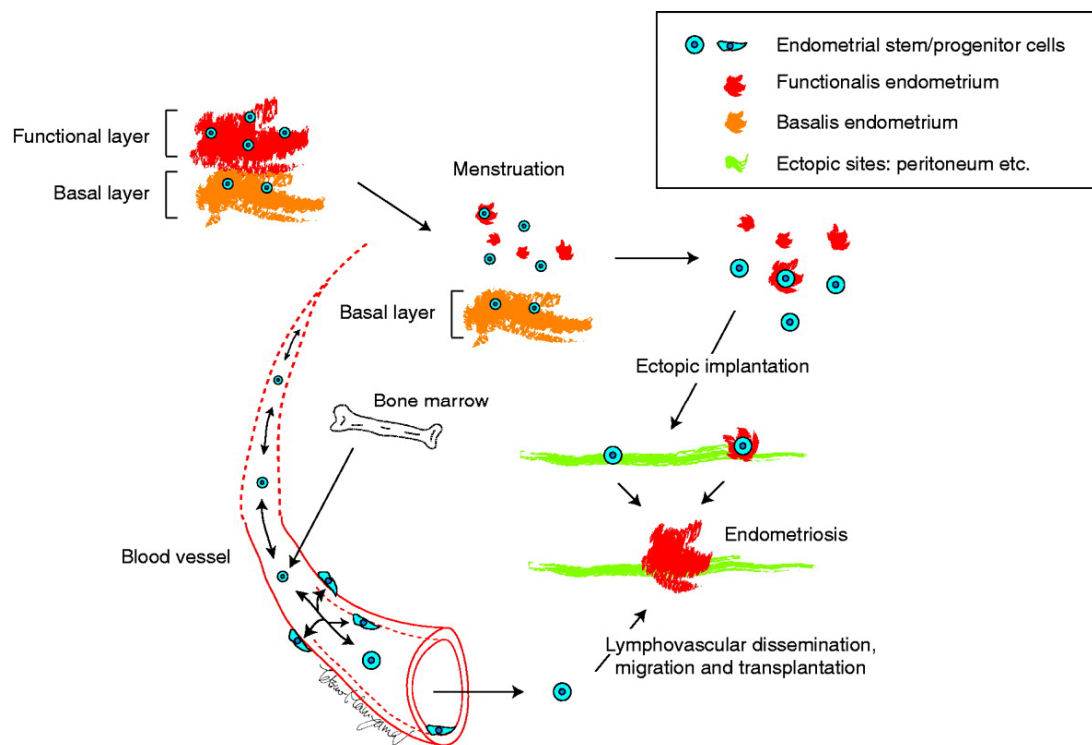 Endometrial stem/progenitor cells
Functionalis endometrium
Basalis endometrium
Ectopic sites: peritoneum etc.
Functional layer
Basal layer
Menstruation
Basal layer
Ectopic implantation
Bone marrow
Endometriosis
Blood vessel
Lymphovascular dissemination,
migration and transplantation